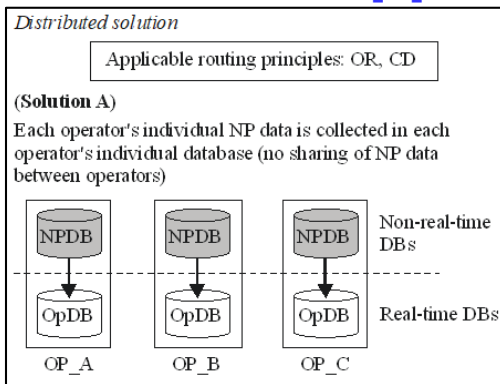 Distributed solution
Applicable routing principles: OR, CD
(Solution A)
Each operator's individual NP data is collected in each
operator's individual database (no sharing of NP data
between operators)
NPDB NPDB NPDB
Non-real-time
DBs
OpDB OpDB OpDB
Real-time DBs
OP_A OP_B OP_C